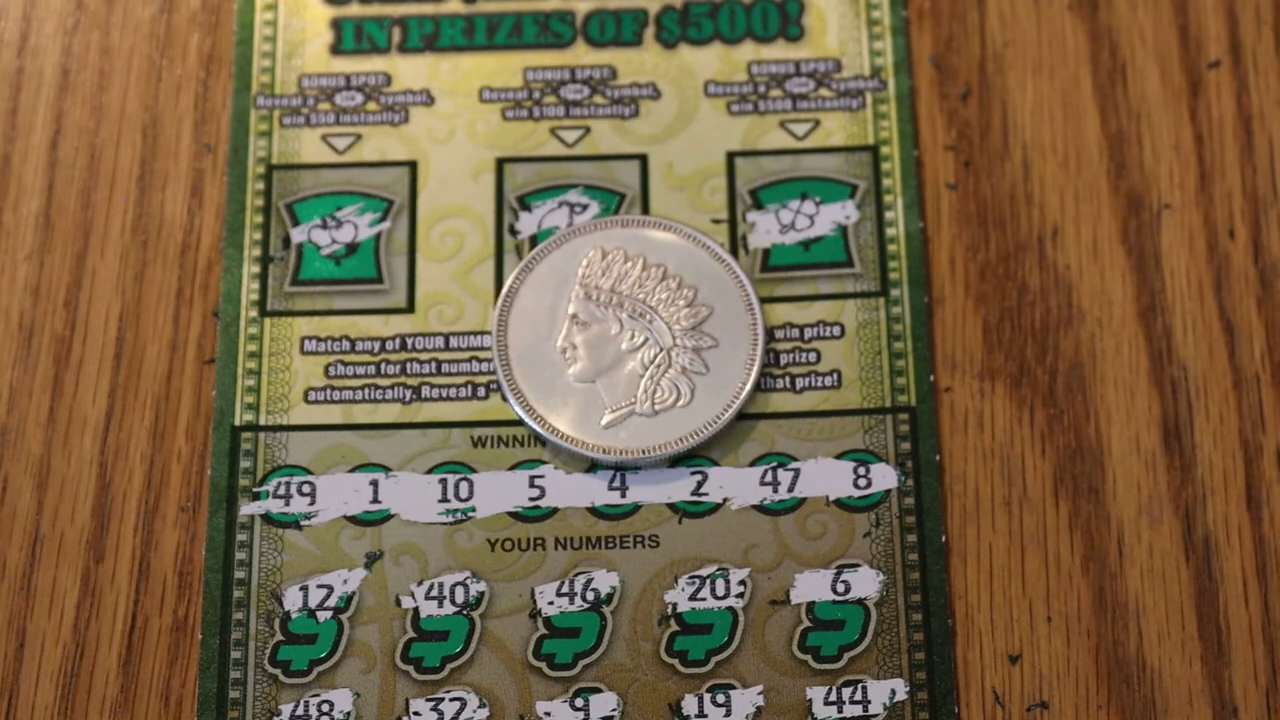 IN PRIZES OF $500!
BONUS SPOT: BONUS SPOT: BONUS SPOT:
Reveal a " " symbol, Reveal a " " symbol, Reveal a " " symbol,
win $50 instantly! win $100 instantly! win $500 instantly!
Match any of YOUR NUMB win prize
shown for that number prize
automatically. Reveal a " that prize!
WINNIN
49 1 10 5 4 2 47 8
YOUR NUMBERS
12 40 46 20 6
48 32 9 19 44